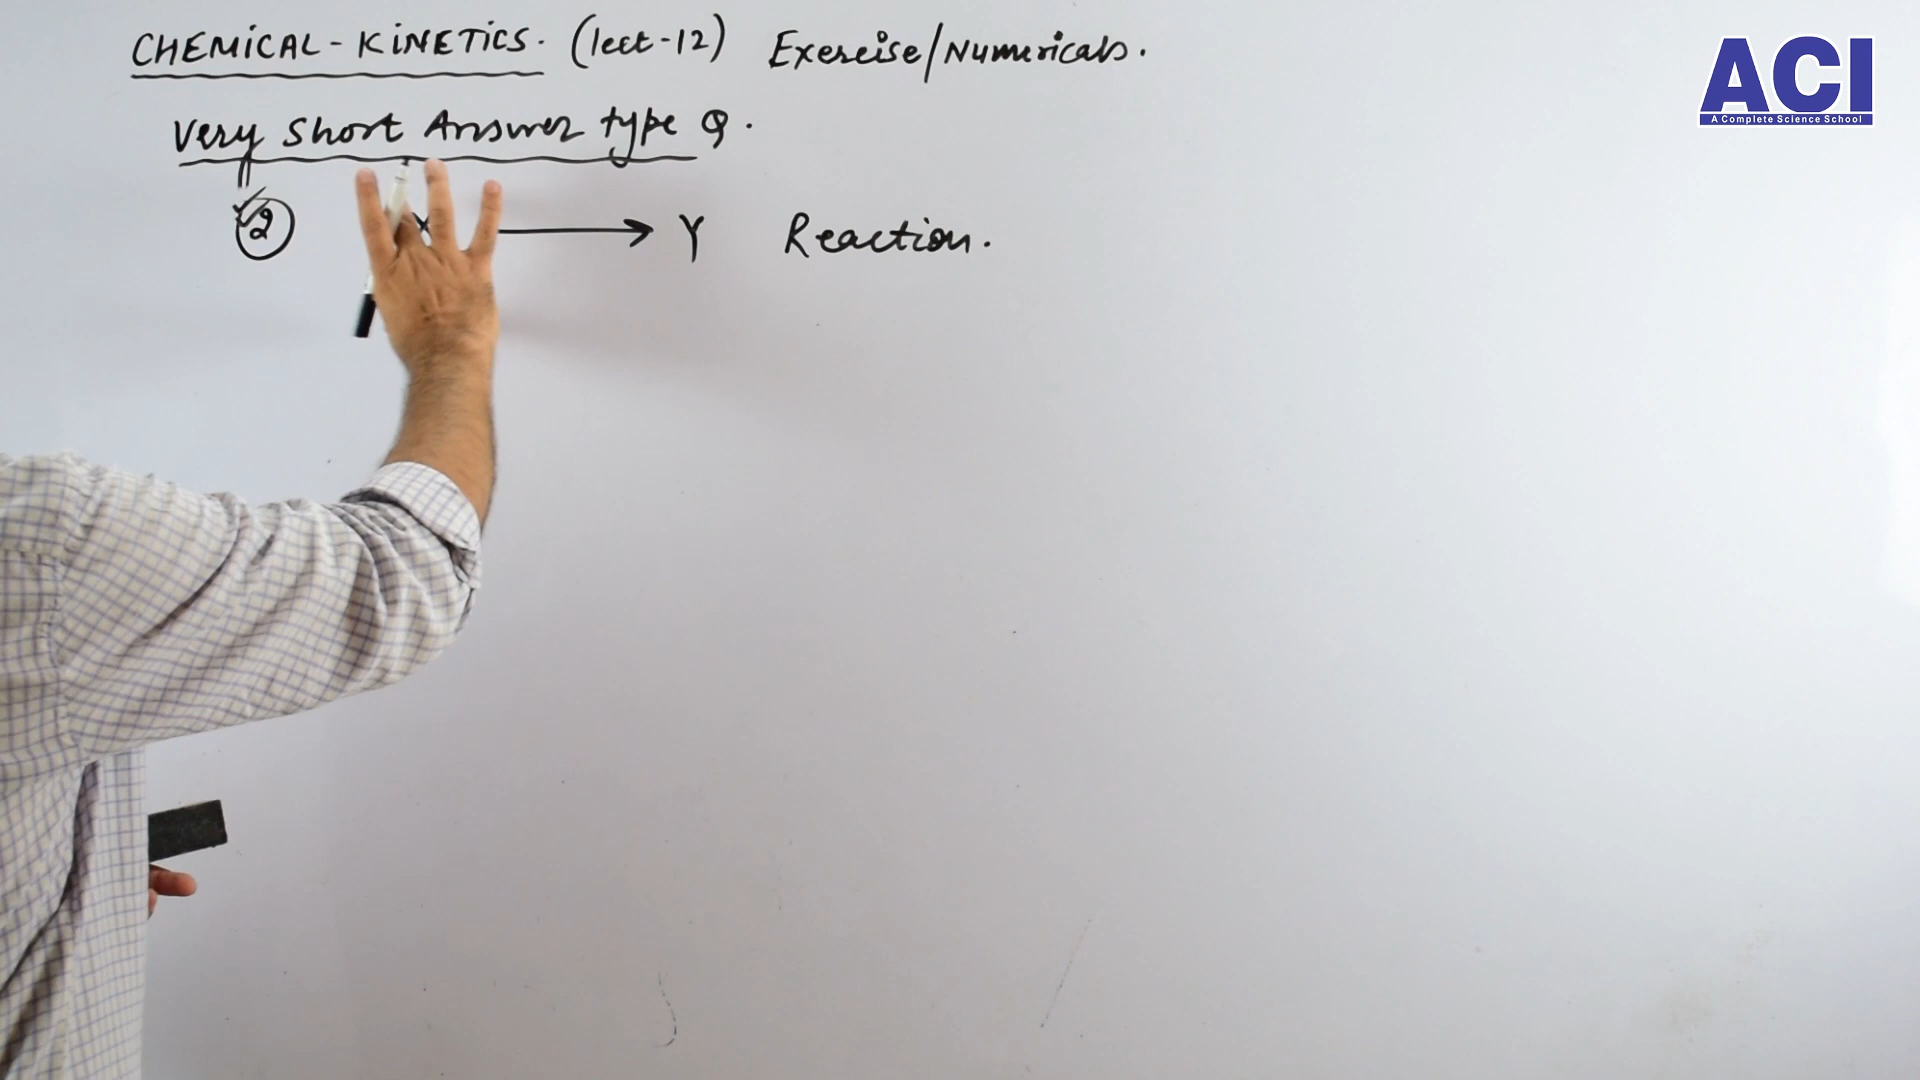 CHEMICAL-KINETICS. (lect-12) Exercise/Numericals.
ACI
A Complete Science School
Very Short Answer type Q.
2 X → Y Reaction.